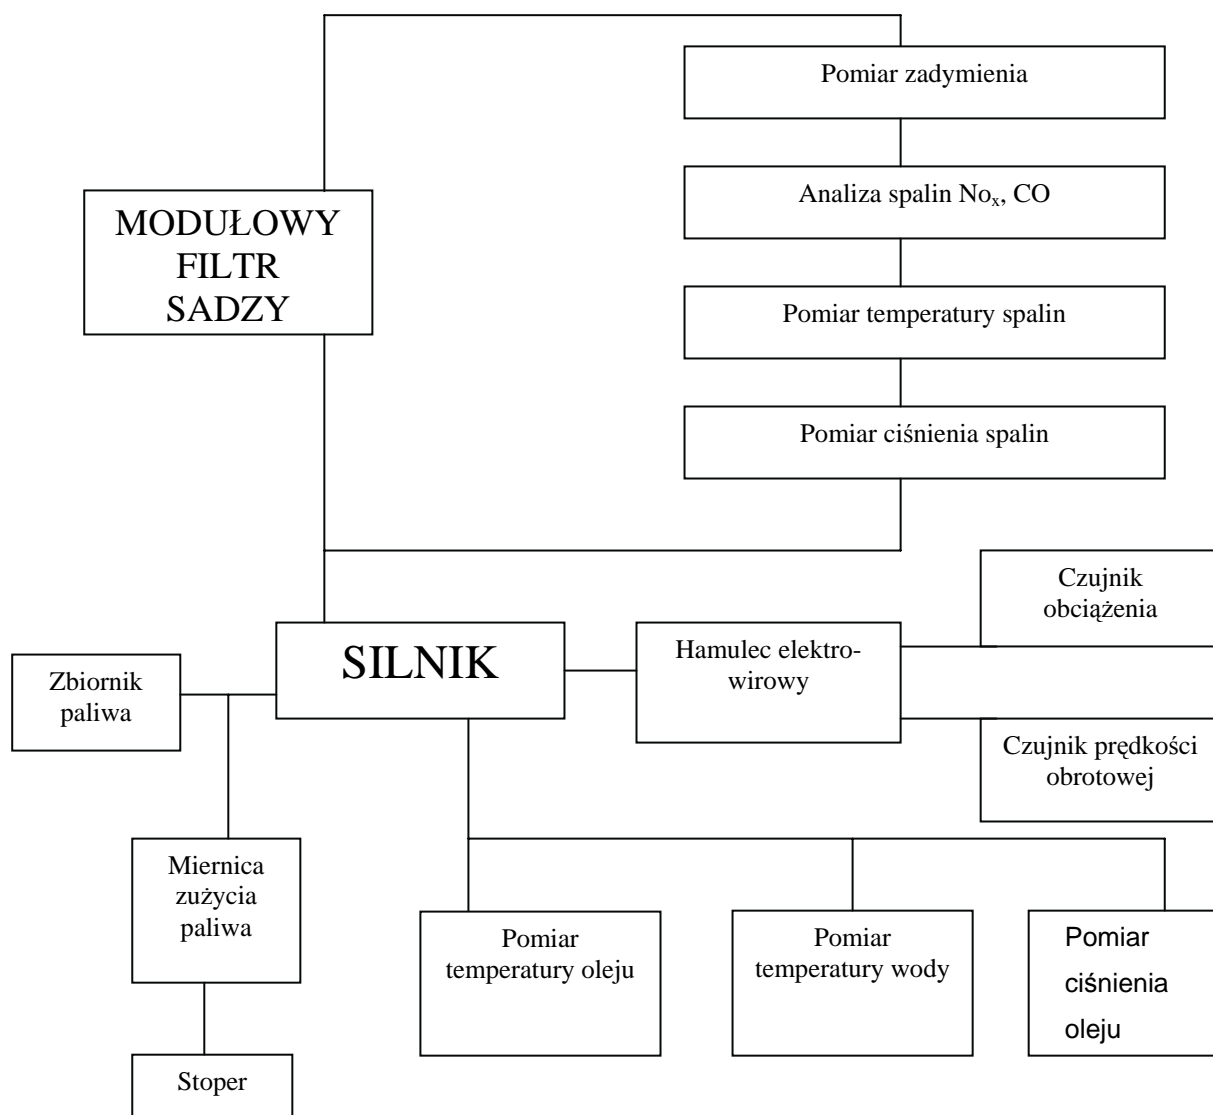 Pomiar zadymienia
Analiza spalin Noₓ, CO
MODUŁOWY
FILTR
SADZY
Pomiar temperatury spalin
Pomiar ciśnienia spalin
Czujnik
obciążenia
SILNIK
Hamulec elektro-
wirowy
Zbiornik
paliwa
Czujnik prędkości
obrotowej
Miernica
zużycia
paliwa
Pomiar
temperatury oleju
Pomiar
temperatury wody
Pomiar
ciśnienia
oleju
Stoper